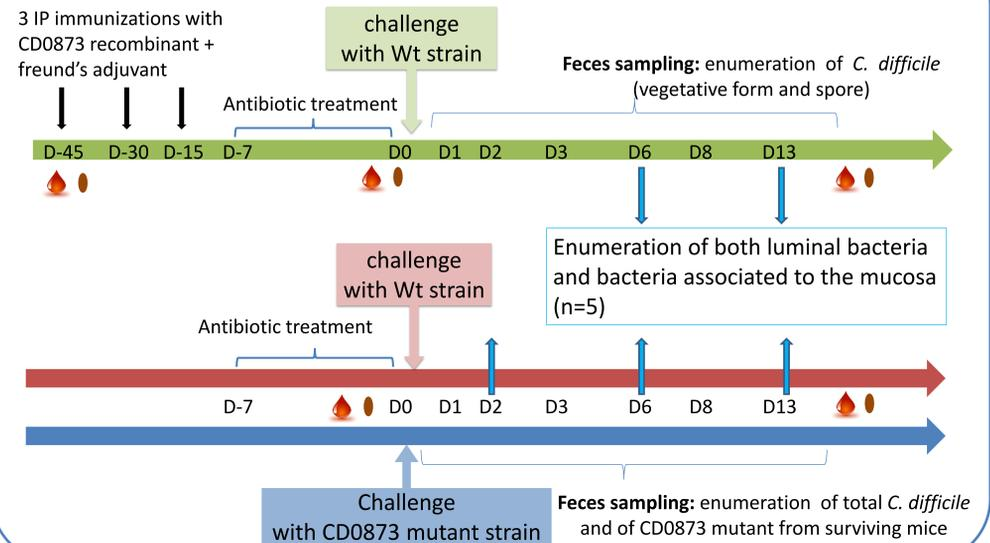 3 IP immunizations with
CD0873 recombinant +
freund's adjuvant
challenge
with Wt strain
Antibiotic treatment
Feces sampling: enumeration of C. difficile
(vegetative form and spore)
D-45 D-30 D-15 D-7 D0 D1 D2 D3 D6 D8 D13
Enumeration of both luminal bacteria
and bacteria associated to the mucosa
(n=5)
challenge
with Wt strain
Antibiotic treatment
D-7 D0 D1 D2 D3 D6 D8 D13
Challenge
with CD0873 mutant strain
Feces sampling: enumeration of total C. difficile
and of CD0873 mutant from surviving mice